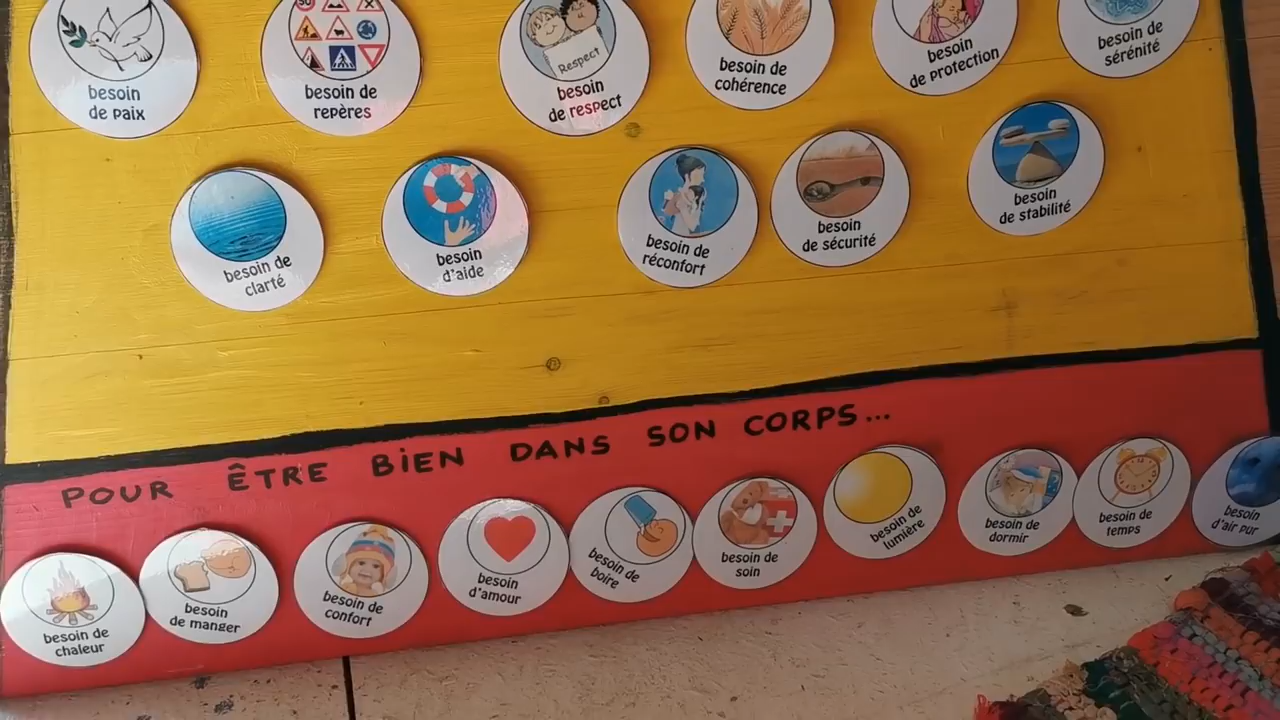 besoin
de paix
50
besoin de
repères
Respect
besoin
de respect
besoin de
cohérence
besoin
de protection
besoin de
sérénité
besoin de
clarté
besoin
d'aide
besoin de
réconfort
besoin
de sécurité
besoin
de stabilité
POUR ÊTRE BIEN DANS SON CORPS...
besoin de
chaleur
besoin
de manger
besoin de
confort
besoin
d'amour
besoin de
boire
besoin de
soin
besoin de
lumière
besoin de
dormir
besoin de
temps
besoin
d'air pur